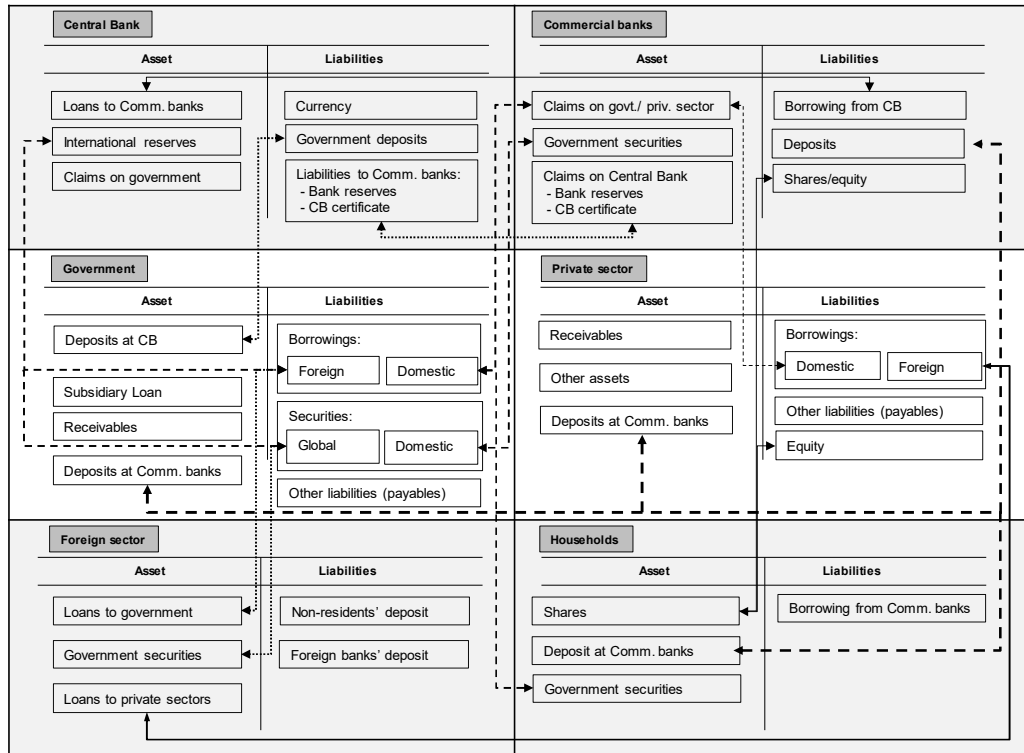 Central Bank
Asset
Liabilities
Loans to Comm. banks
International reserves
Claims on government
Currency
Government deposits
Liabilities to Comm. banks:
- Bank reserves
- CB certificate
Commercial banks
Asset
Liabilities
Claims on govt./ priv. sector
Government securities
Claims on Central Bank
- Bank reserves
- CB certificate
Borrowing from CB
Deposits
Shares/equity
Government
Asset
Liabilities
Deposits at CB
Subsidiary Loan
Receivables
Deposits at Comm. banks
Borrowings:
Foreign
Domestic
Securities:
Global
Domestic
Other liabilities (payables)
Private sector
Asset
Liabilities
Receivables
Other assets
Deposits at Comm. banks
Borrowings:
Domestic
Foreign
Other liabilities (payables)
Equity
Foreign sector
Asset
Liabilities
Loans to government
Government securities
Loans to private sectors
Non-residents’ deposit
Foreign banks’ deposit
Households
Asset
Liabilities
Shares
Deposit at Comm. banks
Government securities
Borrowing from Comm. banks